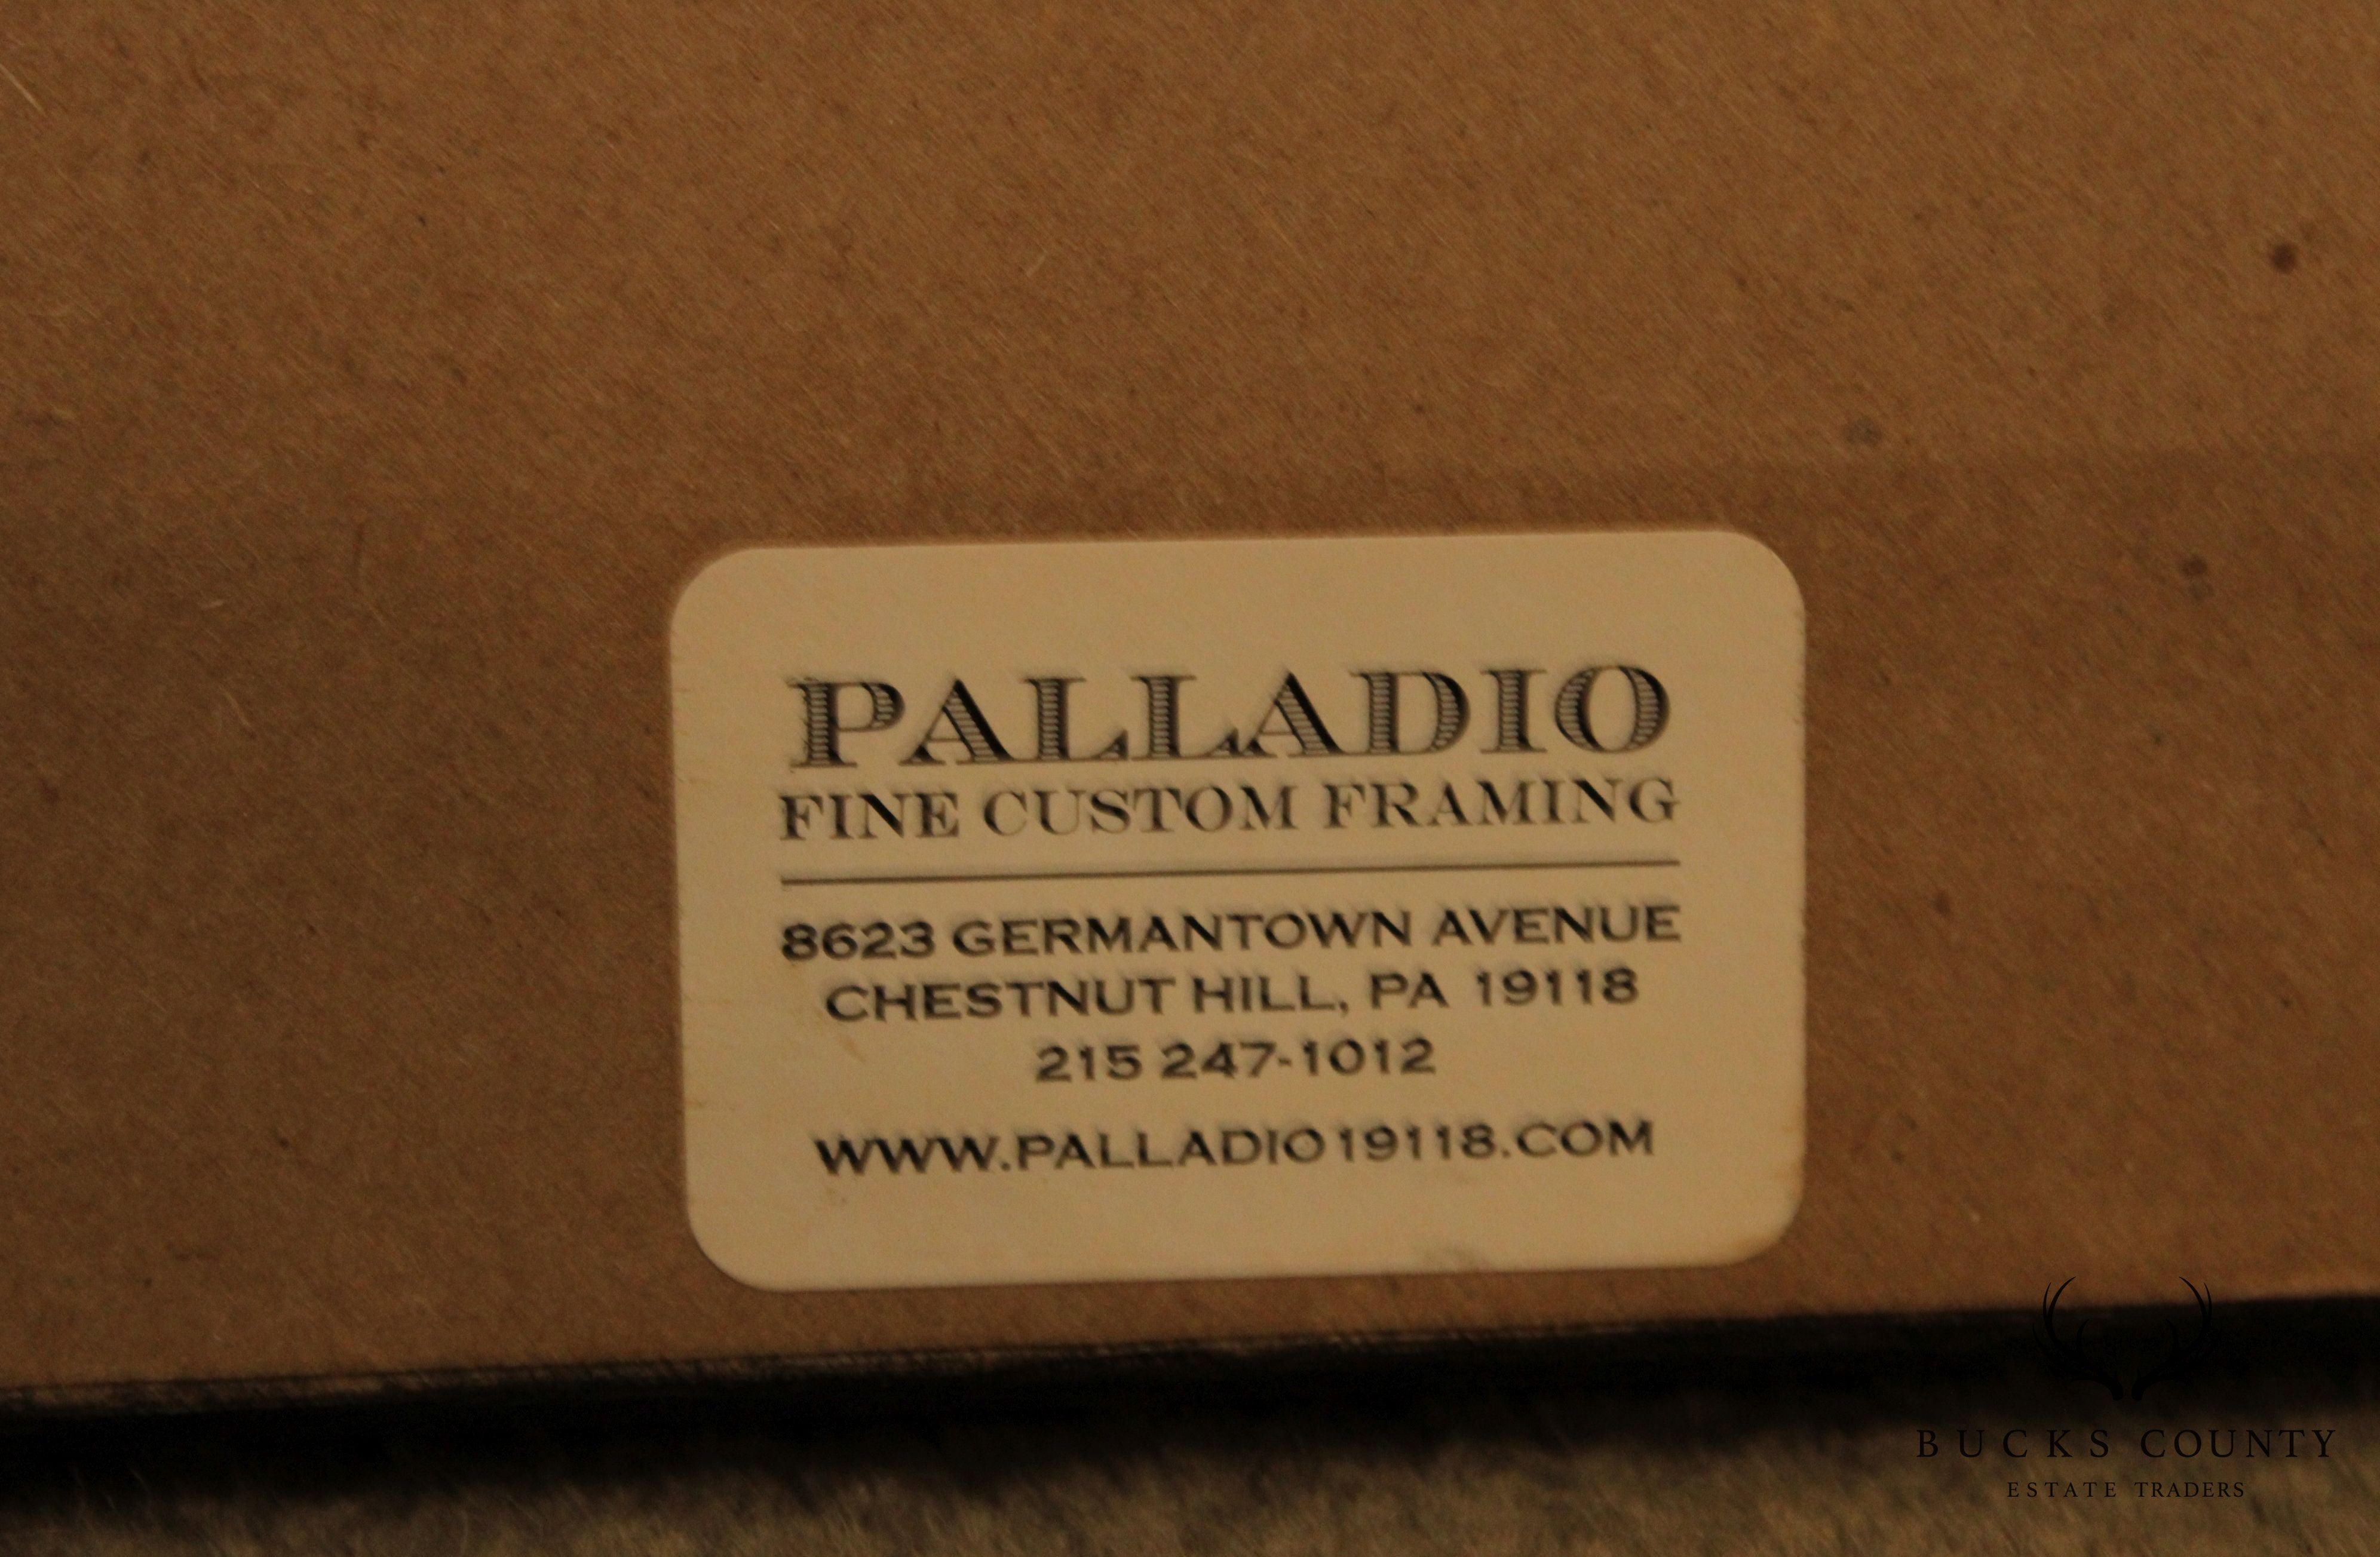 PALLADIO
FINE CUSTOM FRAMING
8623 GERMANTOWN AVENUE
CHESTNUT HILL, PA 19118
215 247-1012
WWW.PALLADIO19118.COM
BUCKS COUNTY
ESTATE TRADERS